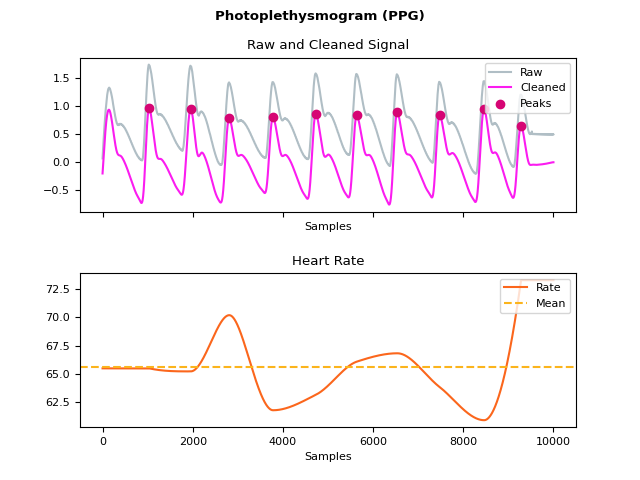 Photoplethysmogram (PPG)
Raw and Cleaned Signal
1.5
1.0
0.5
0.0
−0.5
Raw
Cleaned
Peaks
Samples
Heart Rate
72.5
70.0
67.5
65.0
62.5
Rate
Mean
0 2000 4000 6000 8000 10000
Samples